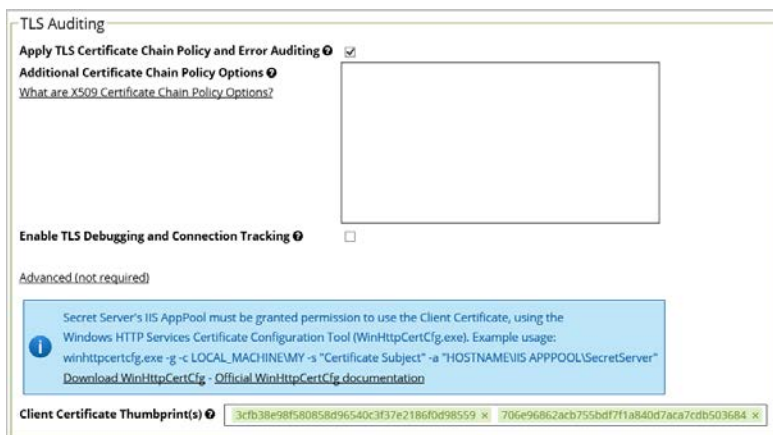 TLS Auditing
Apply TLS Certificate Chain Policy and Error Auditing
Additional Certificate Chain Policy Options
What are X509 Certificate Chain Policy Options?
Enable TLS Debugging and Connection Tracking
Advanced (not required)
Secret Server's IIS AppPool must be granted permission to use the Client Certificate, using the
Windows HTTP Services Certificate Configuration Tool (WinHttpCertCfg.exe). Example usage:
winhttpcertcfg.exe -g -c LOCAL_MACHINE\MY -s "Certificate Subject" -a "HOSTNAME\IIS APPPOOL\SecretServer"
Download WinHttpCertCfg - Official WinHttpCertCfg documentation
Client Certificate Thumbprint(s) 3cfb38e98f580858d96540c3f37e2186f0d98559 × 706e96862acb755bdf7f1a840d7aca7cdb503684 ×